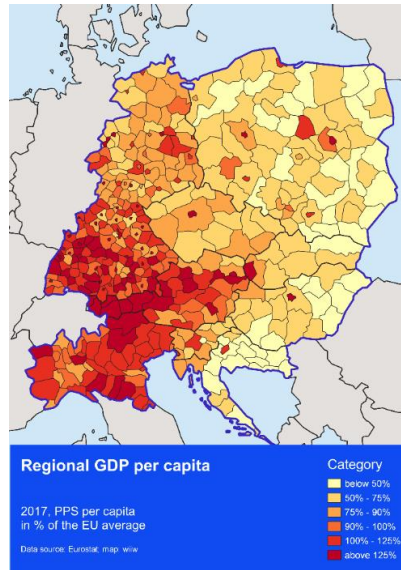 Regional GDP per capita
2017, PPS per capita
in % of the EU average
Data source: Eurostat; map: wiiw
Category
below 50%
50% - 75%
75% - 90%
90% - 100%
100% - 125%
above 125%